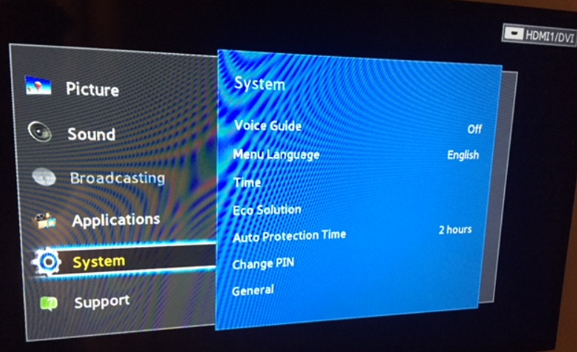 HDMI1/DVI
Picture
Sound
Broadcasting
Applications
System
Support
System
Voice Guide Off
Menu Language English
Time
Eco Solution
Auto Protection Time 2 hours
Change PIN
General